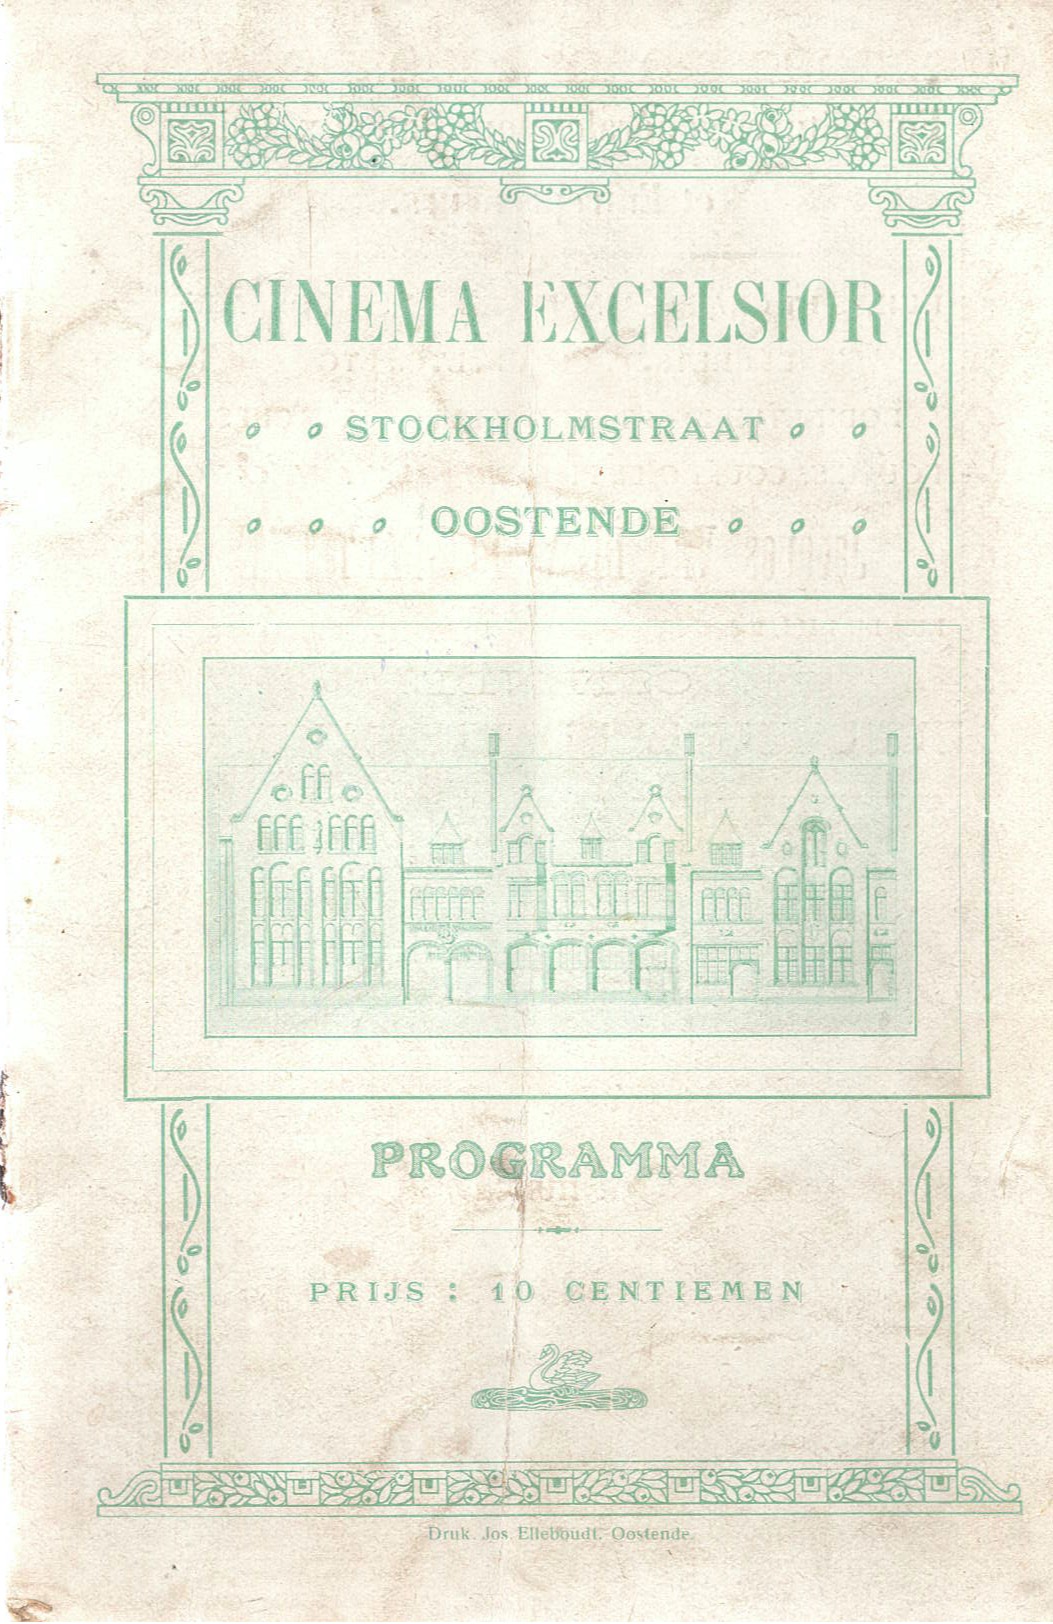 CINEMA EXCELSIOR
STOCKHOLMSTRAAT
OOSTENDE
PROGRAMMA
PRIJS : 10 CENTIEMEN
Druk. Jos Elleboudt. Oostende.